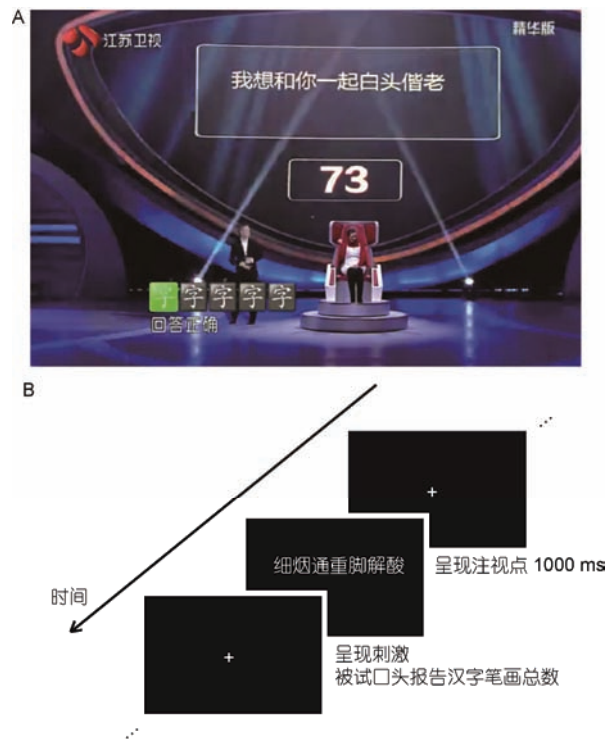 A
江苏卫视
精华版
我想和你一起白头偕老
73
字字字字字
回答正确
B
呈现注视点 1000 ms
细烟通重脚解酸
时间
呈现刺激
被试口头报告汉字笔画总数